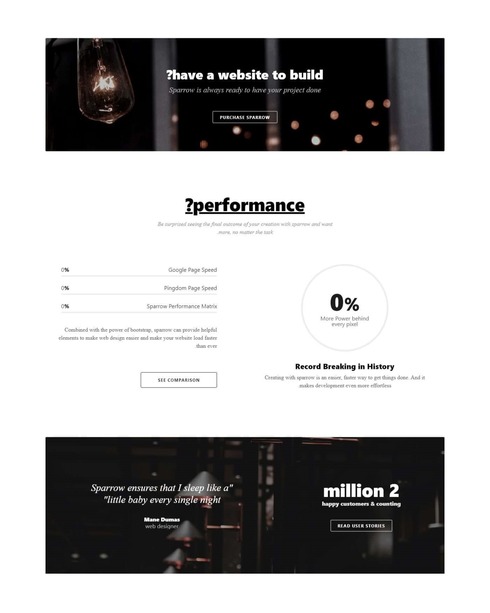 ?have a website to build
Sparrow is always ready to have your project done
PURCHASE SPARROW
?performance
Be surprised seeing the final outcome of your creation with sparrow and want
more, no matter the task
0% Google Page Speed
0% Pingdom Page Speed
0% Sparrow Performance Matrix
Combined with the power of bootstrap, sparrow can provide helpful
elements to make web design easier and make your website load faster
than ever
SEE COMPARISON
0%
More Power behind
every pixel
Record Breaking in History
Creating with sparrow is an easier, faster way to get things done. And it
makes development even more effortless
Sparrow ensures that I sleep like a"
"little baby every single night
Mane Dumas
web designer
million 2
happy customers & counting
READ USER STORIES